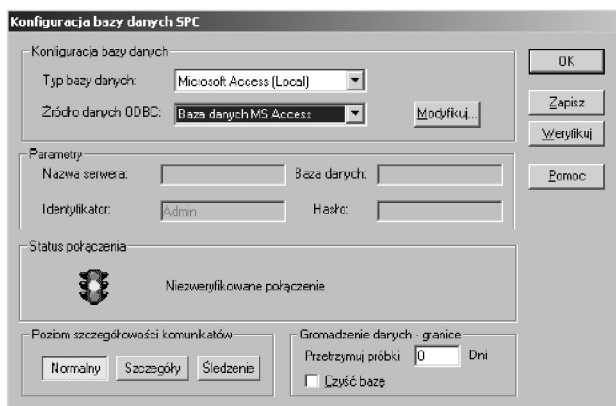 Konfiguracja bazy danych SPC
Konfiguracja bazy danych
Typ bazy danych: Microsoft Access (Local)
Źródło danych ODBC: Baza danych MS Access Modyfikuj...
OK
Zapisz
Weryfikuj
Pomoc
Parametry
Nazwa serwera: Baza danych:
Identyfikator: Admin Hasło:
Status połączenia
Niezweryfikowane połączenie
Poziom szczegółowości komunikatów
Normalny Szczegóły Śledzenie
Gromadzenie danych - granice
Przetrzymuj próbki 0 Dni
Czyść bazę